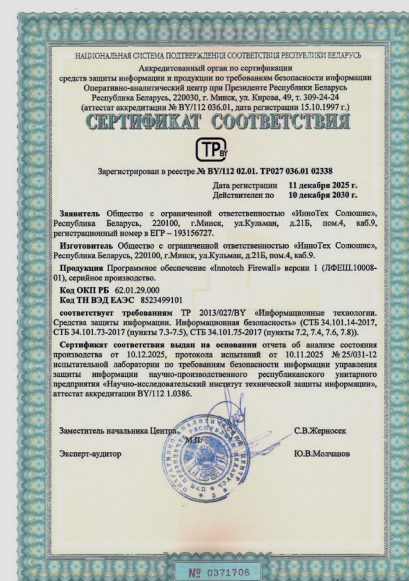 НАЦИОНАЛЬНАЯ СИСТЕМА ПОДТВЕРЖДЕНИЯ СООТВЕТСТВИЯ РЕСПУБЛИКИ БЕЛАРУСЬ
Аккредитованный орган по сертификации
средств защиты информации и продукции по требованиям безопасности информации
Оперативно-аналитический центр при Президенте Республики Беларусь
Республика Беларусь, 220030, г. Минск, ул. Кирова, 49, т. 309-24-24
(аттестат аккредитации № BY/112 036.01, дата регистрации 15.10.1997 г.)
СЕРТИФИКАТ СООТВЕТСТВИЯ
ТР BY
Зарегистрирован в реестре № BY/112 02.01. ТР027 036.01 02338
Дата регистрации 11 декабря 2025 г.
Действителен по 10 декабря 2030 г.
Заявитель Общество с ограниченной ответственностью «ИнноТех Солюшнс»,
Республика Беларусь, 220100, г.Минск, ул.Кульман, д.21Б, пом.4, каб.9,
регистрационный номер в ЕГР – 193156727.
Изготовитель Общество с ограниченной ответственностью «ИнноТех Солюшнс»,
Республика Беларусь, 220100, г.Минск, ул.Кульман, д.21Б, пом.4, каб.9.
Продукция Программное обеспечение «Innotech Firewall» версии 1 (ЛФЕШ.10008-
01), серийное производство.
Код ОКП РБ 62.01.29.000
Код ТН ВЭД ЕАЭС 8523499101
соответствует требованиям ТР 2013/027/BY «Информационные технологии.
Средства защиты информации. Информационная безопасность» (СТБ 34.101.14-2017,
СТБ 34.101.73-2017 (пункты 7.3-7.5), СТБ 34.101.75-2017 (пункты 7.2, 7.4, 7.6, 7.8)).
Сертификат соответствия выдан на основании отчета об анализе состояния
производства от 10.12.2025, протокола испытаний от 10.11.2025 № 25/031-12
испытательной лаборатории по требованиям безопасности информации управления
защиты информации научно-производственного республиканского унитарного
предприятия «Научно-исследовательский институт технической защиты информации»,
аттестат аккредитации BY/112 1.0386.
Заместитель начальника Центра С.В.Жерносек
М.П.
Эксперт-аудитор Ю.В.Молчанов
№ 0371706